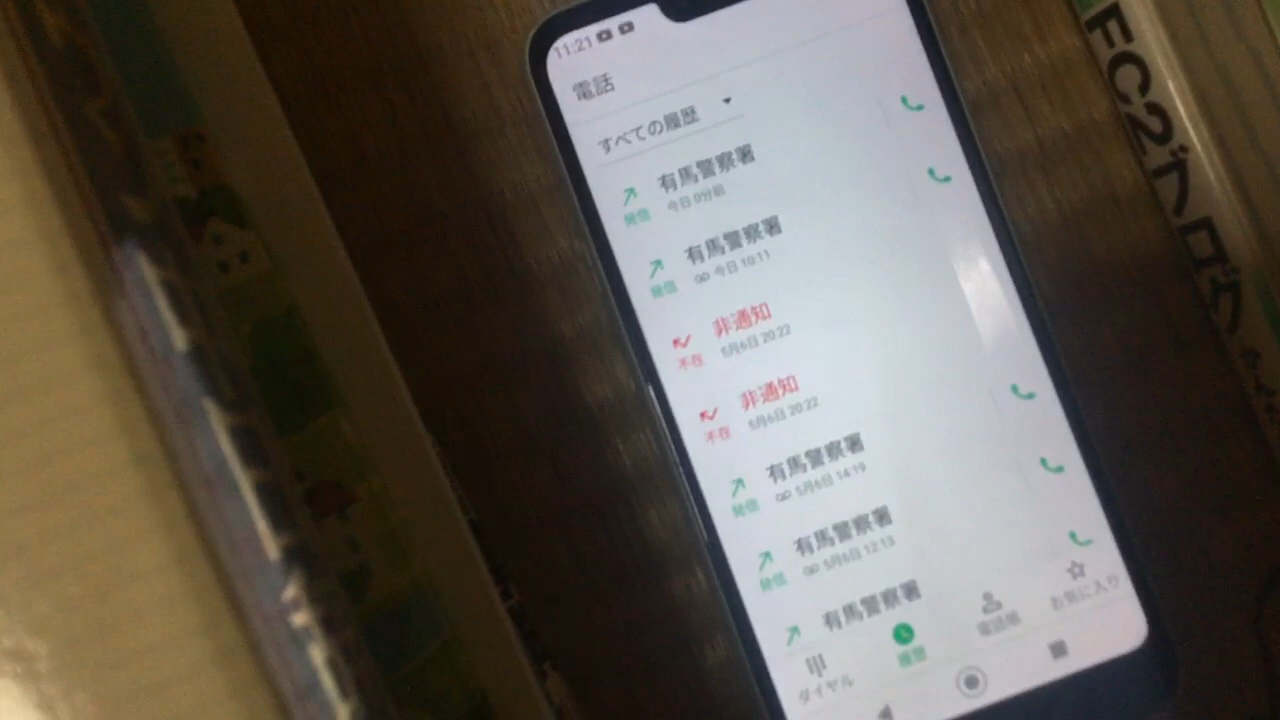 11:21
電話
すべての履歴
有馬警察署
発信 今日 0分前
有馬警察署
発信 今日 10:11
非通知
不在 5月6日 20:22
非通知
不在 5月6日 20:22
有馬警察署
発信 5月6日 14:19
有馬警察署
発信 5月6日 12:13
有馬警察署
ダイヤル 履歴 電話帳 お気に入り
FC2ブログ